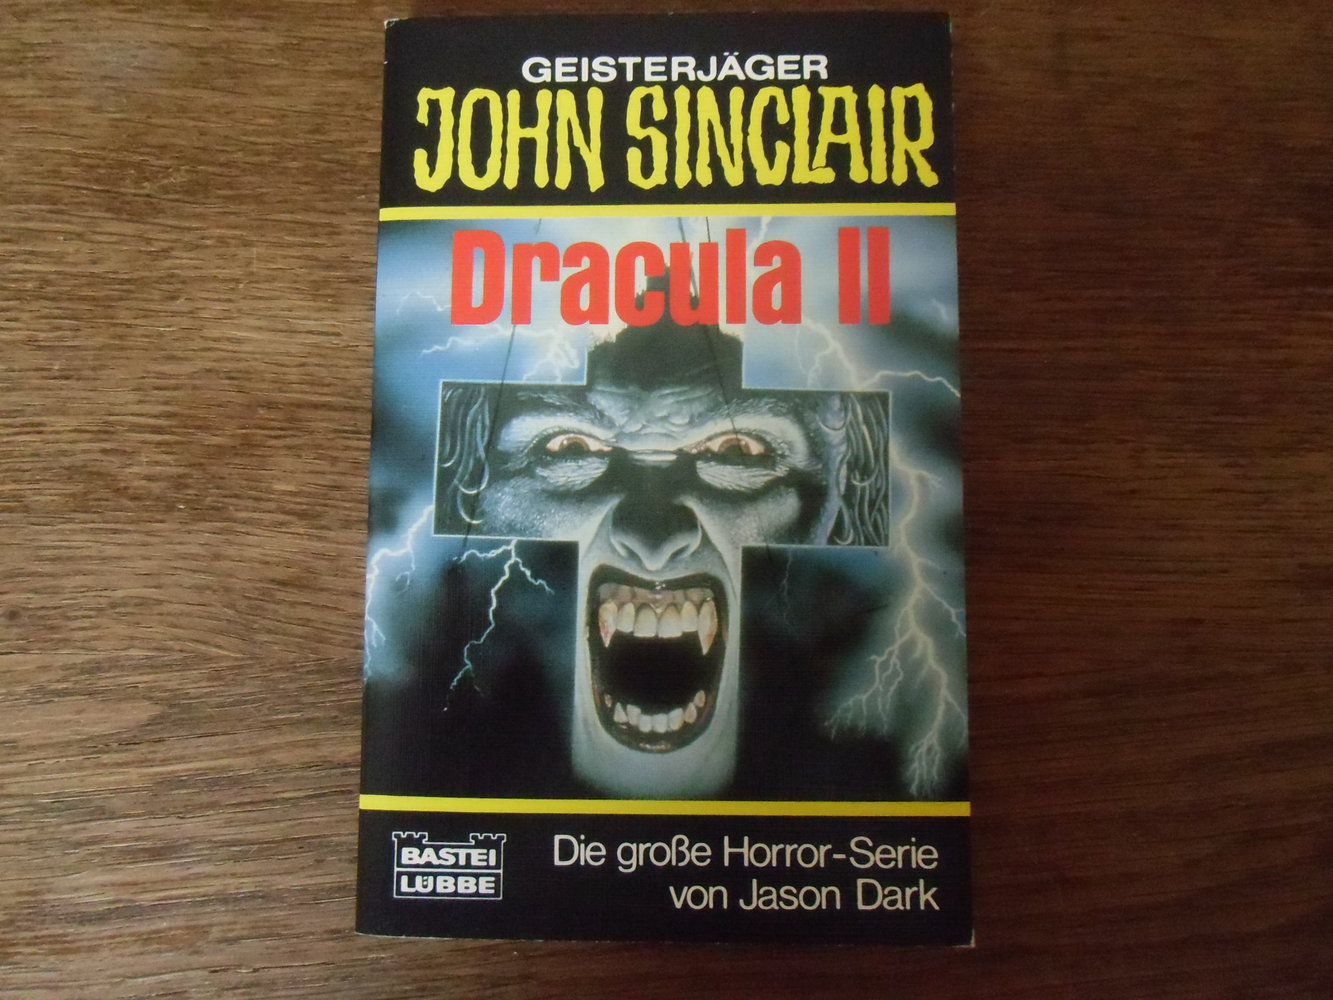 GEISTERJÄGER
JOHN SINCLAIR
Dracula II
BASTEI
LÜBBE
Die große Horror-Serie
von Jason Dark